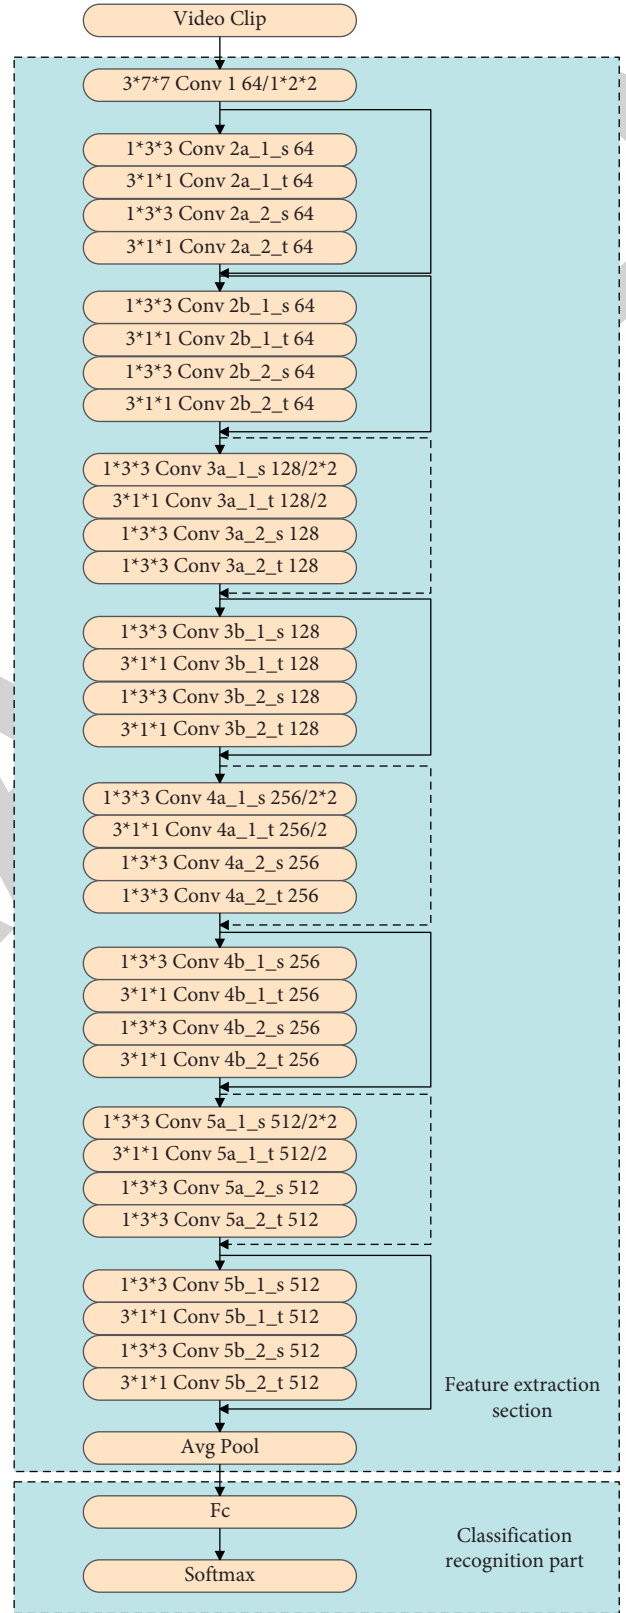 Video Clip
3*7*7 Conv 1 64/1*2*2
1*3*3 Conv 2a_1_s 64
3*1*1 Conv 2a_1_t 64
1*3*3 Conv 2a_2_s 64
3*1*1 Conv 2a_2_t 64
1*3*3 Conv 2b_1_s 64
3*1*1 Conv 2b_1_t 64
1*3*3 Conv 2b_2_s 64
3*1*1 Conv 2b_2_t 64
1*3*3 Conv 3a_1_s 128/2*2
3*1*1 Conv 3a_1_t 128/2
1*3*3 Conv 3a_2_s 128
1*3*3 Conv 3a_2_t 128
1*3*3 Conv 3b_1_s 128
3*1*1 Conv 3b_1_t 128
1*3*3 Conv 3b_2_s 128
3*1*1 Conv 3b_2_t 128
1*3*3 Conv 4a_1_s 256/2*2
3*1*1 Conv 4a_1_t 256/2
1*3*3 Conv 4a_2_s 256
1*3*3 Conv 4a_2_t 256
1*3*3 Conv 4b_1_s 256
3*1*1 Conv 4b_1_t 256
1*3*3 Conv 4b_2_s 256
3*1*1 Conv 4b_2_t 256
1*3*3 Conv 5a_1_s 512/2*2
3*1*1 Conv 5a_1_t 512/2
1*3*3 Conv 5a_2_s 512
1*3*3 Conv 5a_2_t 512
1*3*3 Conv 5b_1_s 512
3*1*1 Conv 5b_1_t 512
1*3*3 Conv 5b_2_s 512
3*1*1 Conv 5b_2_t 512
Feature extraction
section
Avg Pool
Fc
Classification
recognition part
Softmax